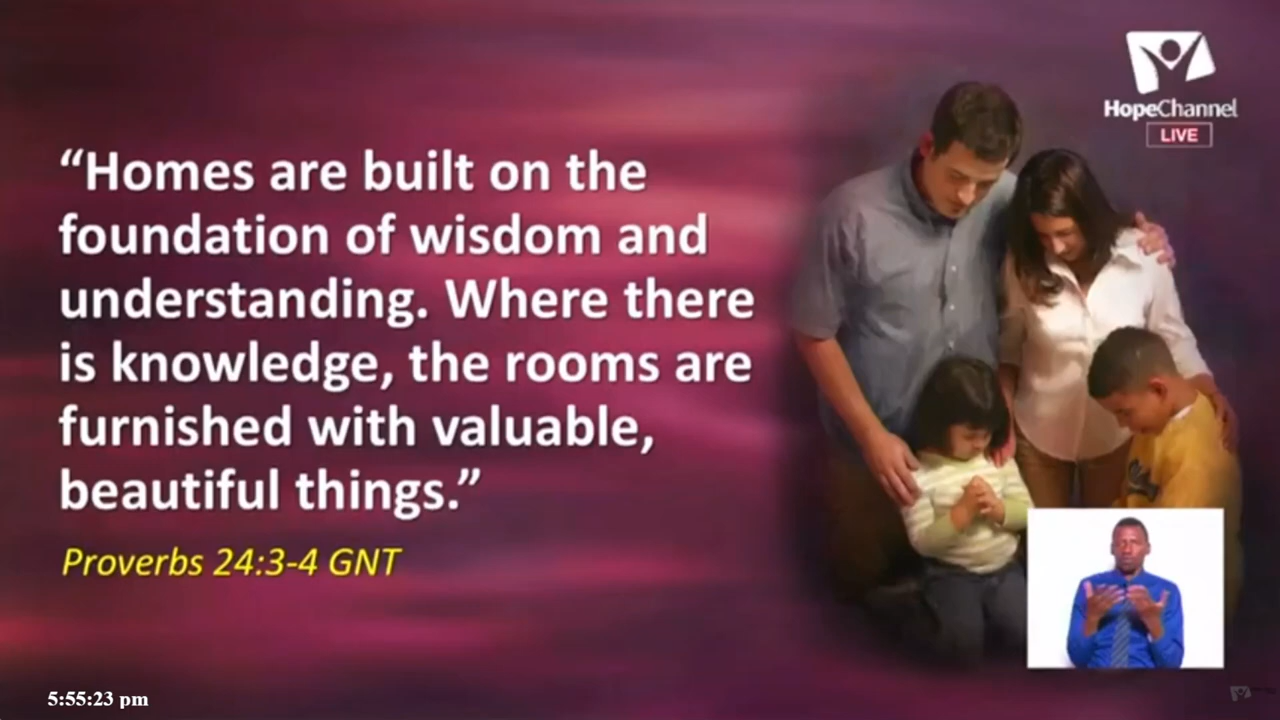 HopeChannel
LIVE
“Homes are built on the
foundation of wisdom and
understanding. Where there
is knowledge, the rooms are
furnished with valuable,
beautiful things.”
Proverbs 24:3-4 GNT
5:55:23 pm